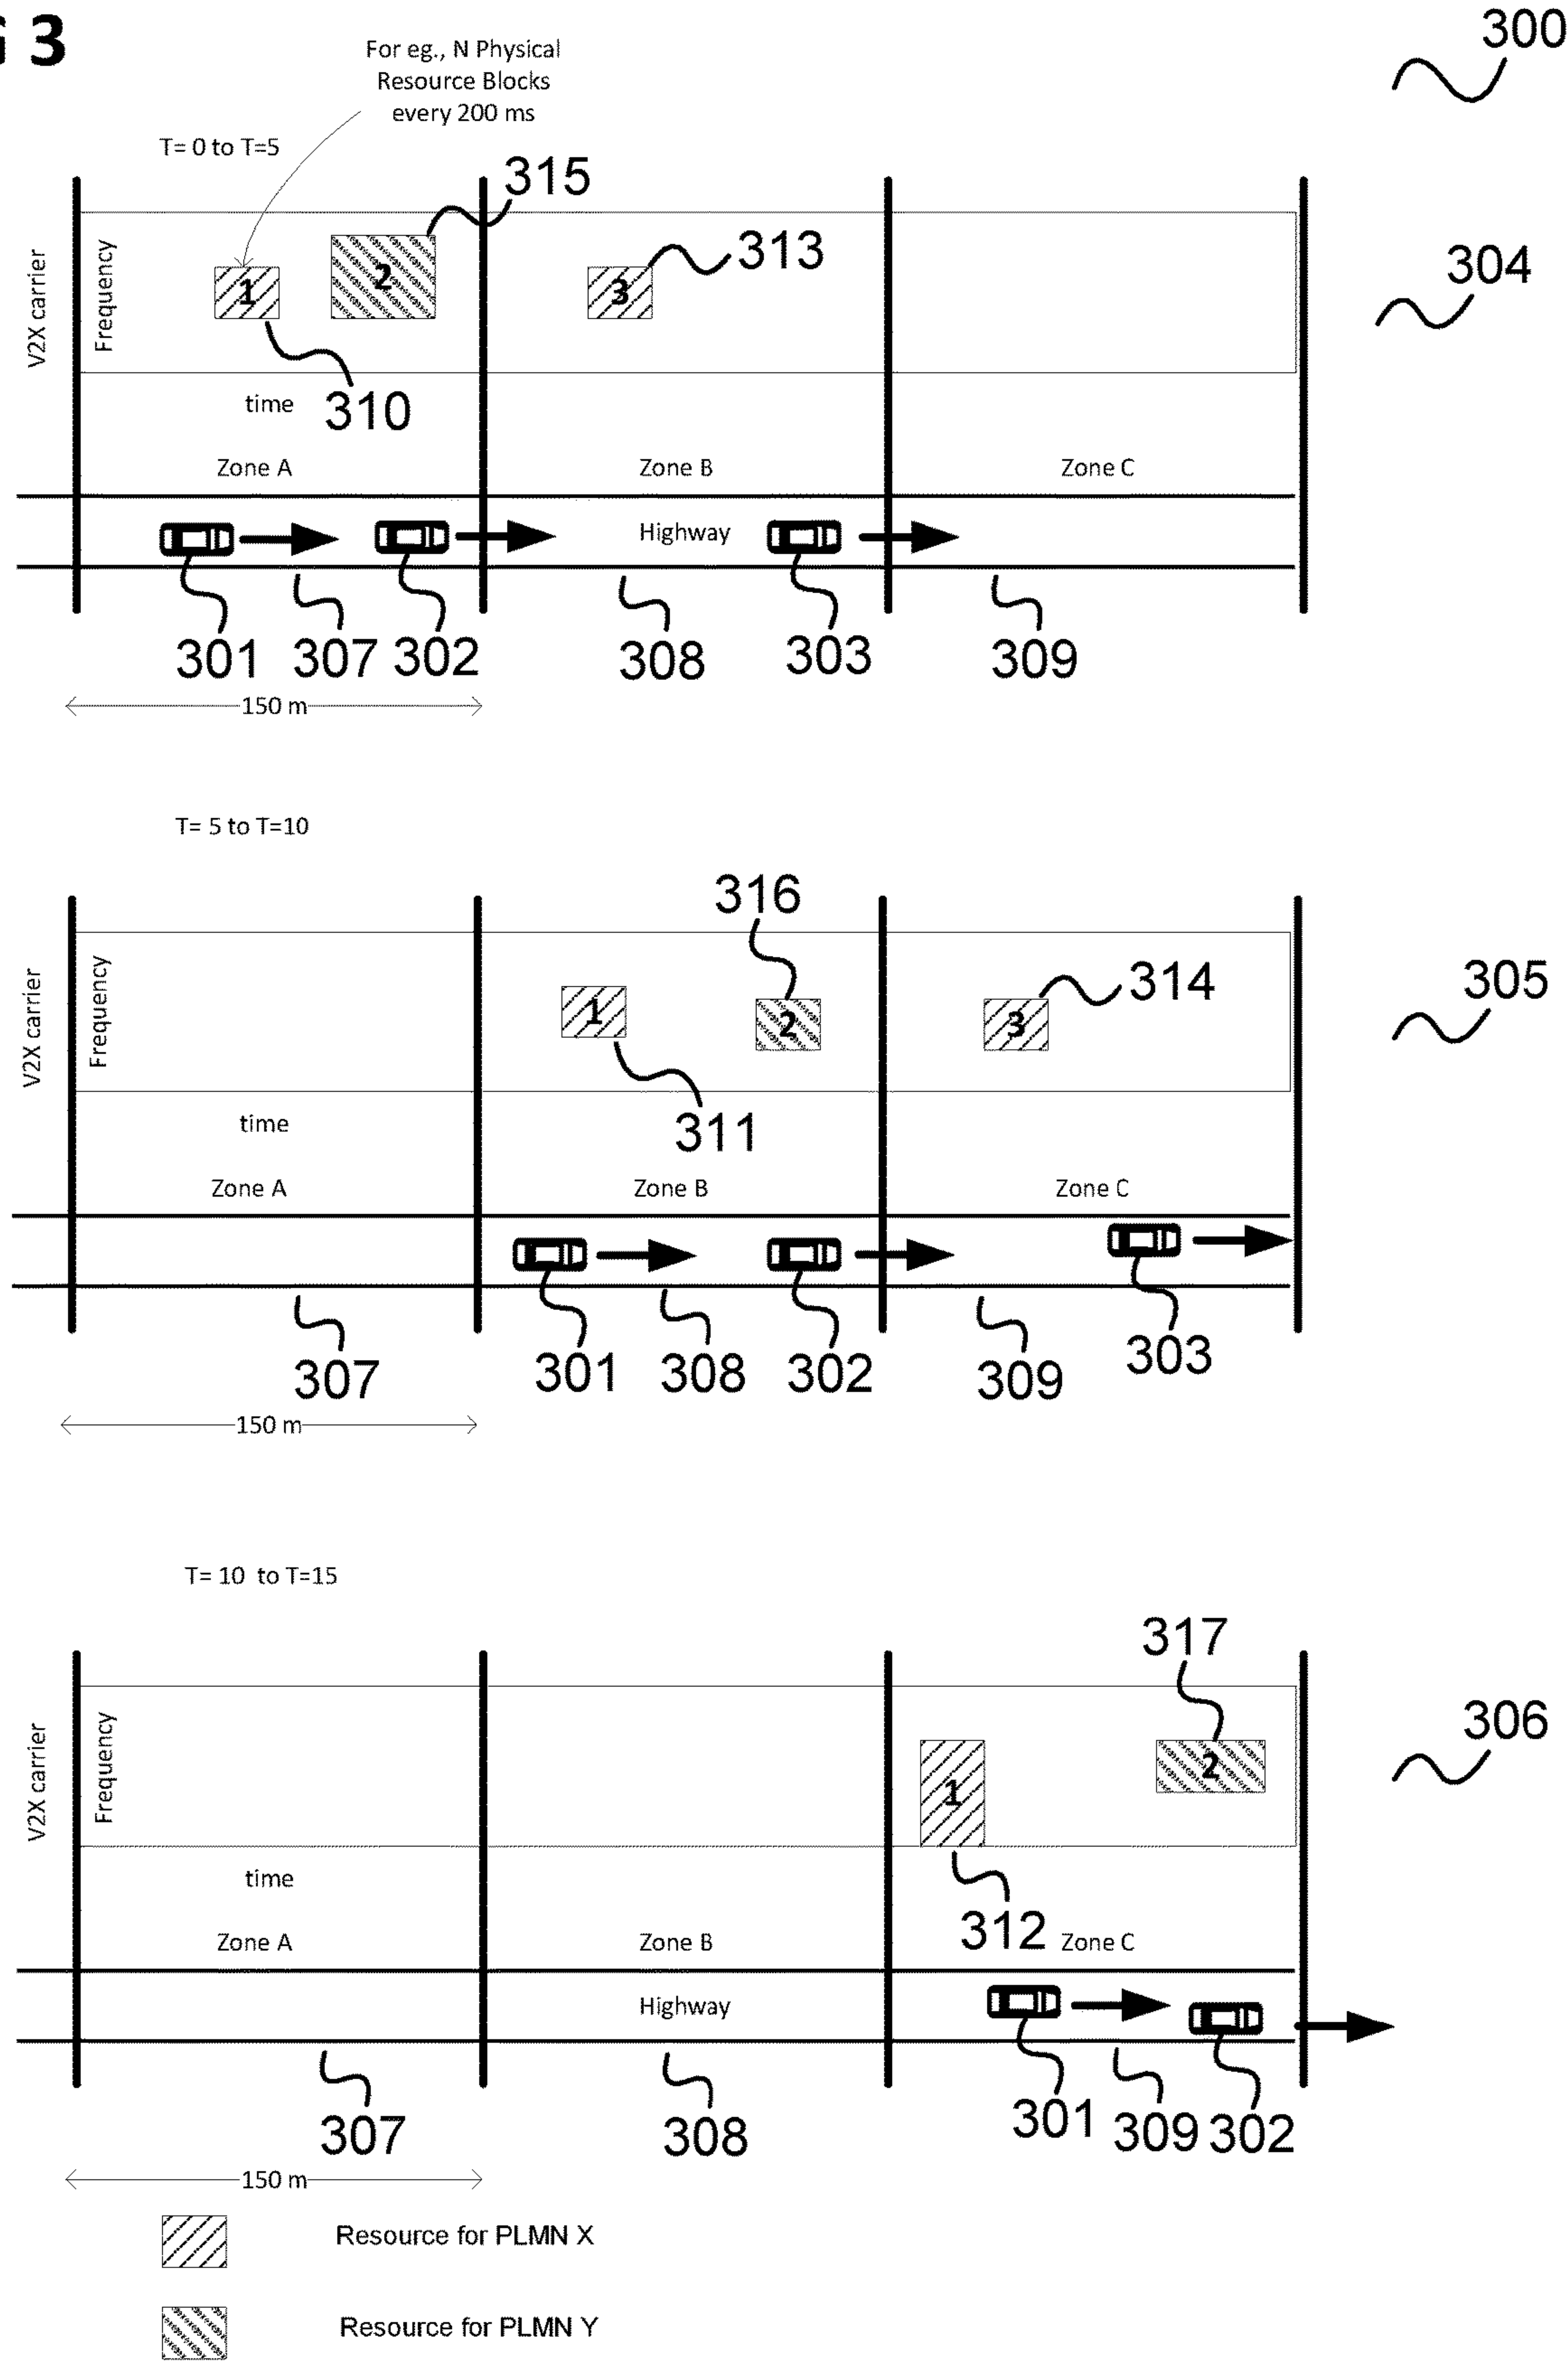 G 3
300
For eg., N Physical
Resource Blocks
every 200 ms
T= 0 to T=5
315
313
304
V2X carrier
Frequency
1
2
3
310
time
Zone A
Zone B
Zone C
Highway
301
307
302
308
303
309
150 m
T= 5 to T=10
316
314
305
V2X carrier
Frequency
1
2
3
311
time
Zone A
Zone B
Zone C
307
301
308
302
309
303
150 m
T= 10 to T=15
317
306
V2X carrier
Frequency
1
2
time
312
Zone A
Zone B
Zone C
Highway
307
308
301
309
302
150 m
Resource for PLMN X
Resource for PLMN Y